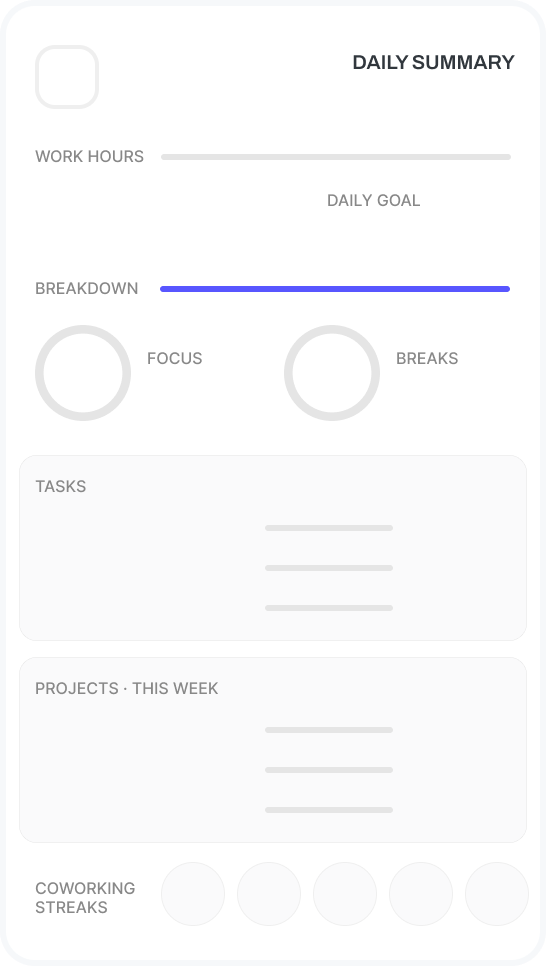 DAILY SUMMARY
WORK HOURS
DAILY GOAL
BREAKDOWN
FOCUS
BREAKS
TASKS
PROJECTS · THIS WEEK
COWORKING
STREAKS